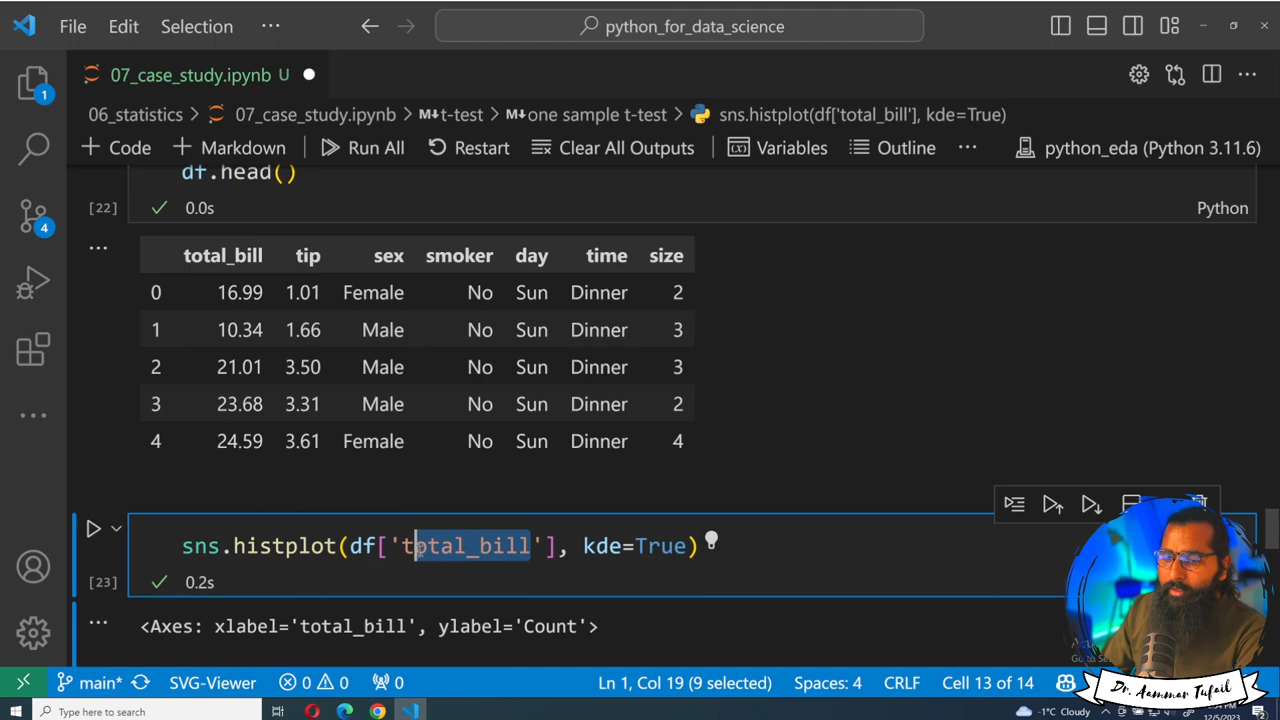 File Edit Selection ··· python_for_data_science
07_case_study.ipynb U
06_statistics > 07_case_study.ipynb > M↓t-test > M↓one sample t-test > sns.histplot(df['total_bill'], kde=True)
+ Code + Markdown Run All Restart Clear All Outputs Variables Outline ··· python_eda (Python 3.11.6)
df.head()
[22] 0.0s Python
total_bill tip sex smoker day time size
0 16.99 1.01 Female No Sun Dinner 2
1 10.34 1.66 Male No Sun Dinner 3
2 21.01 3.50 Male No Sun Dinner 3
3 23.68 3.31 Male No Sun Dinner 2
4 24.59 3.61 Female No Sun Dinner 4
sns.histplot(df['total_bill'], kde=True)
[23] 0.2s
<Axes: xlabel='total_bill', ylabel='Count'>
1
4
main* SVG-Viewer 0 0 0 Ln 1, Col 19 (9 selected) Spaces: 4 CRLF Cell 13 of 14
Dr. Aammar Tufail
Type here to search -1°C Cloudy 12/5/2023